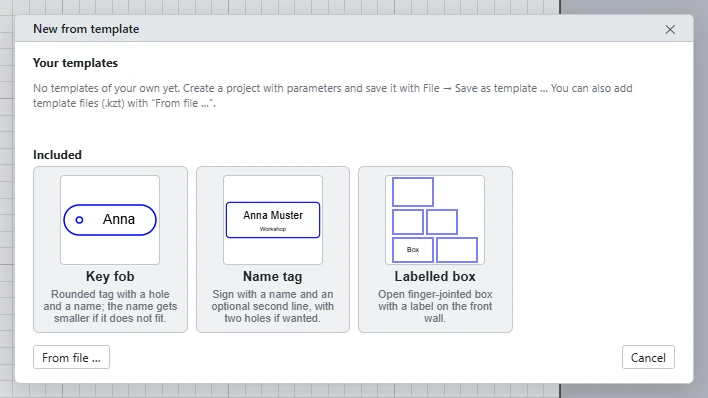 New from template
Your templates
No templates of your own yet. Create a project with parameters and save it with File → Save as template ... You can also add
template files (.kzt) with “From file ...”.
Included
Anna
Key fob
Rounded tag with a hole
and a name; the name gets
smaller if it does not fit.
Anna Muster
Workshop
Name tag
Sign with a name and an
optional second line, with
two holes if wanted.
Box
Labelled box
Open finger-jointed box
with a label on the front
wall.
From file ...
Cancel